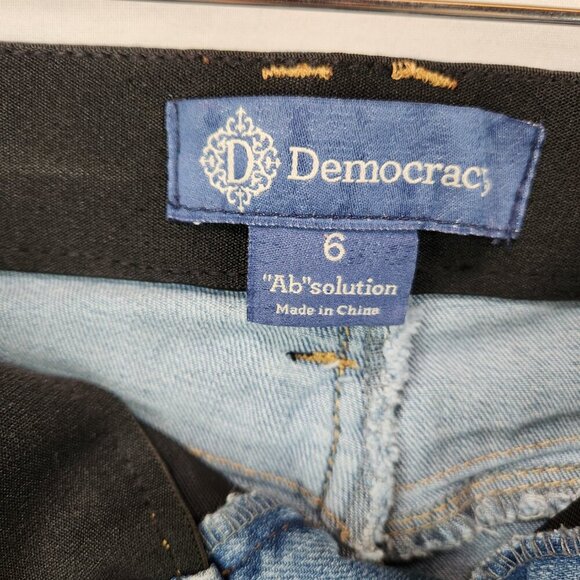 D Democracy
6
"Ab"solution
Made in China